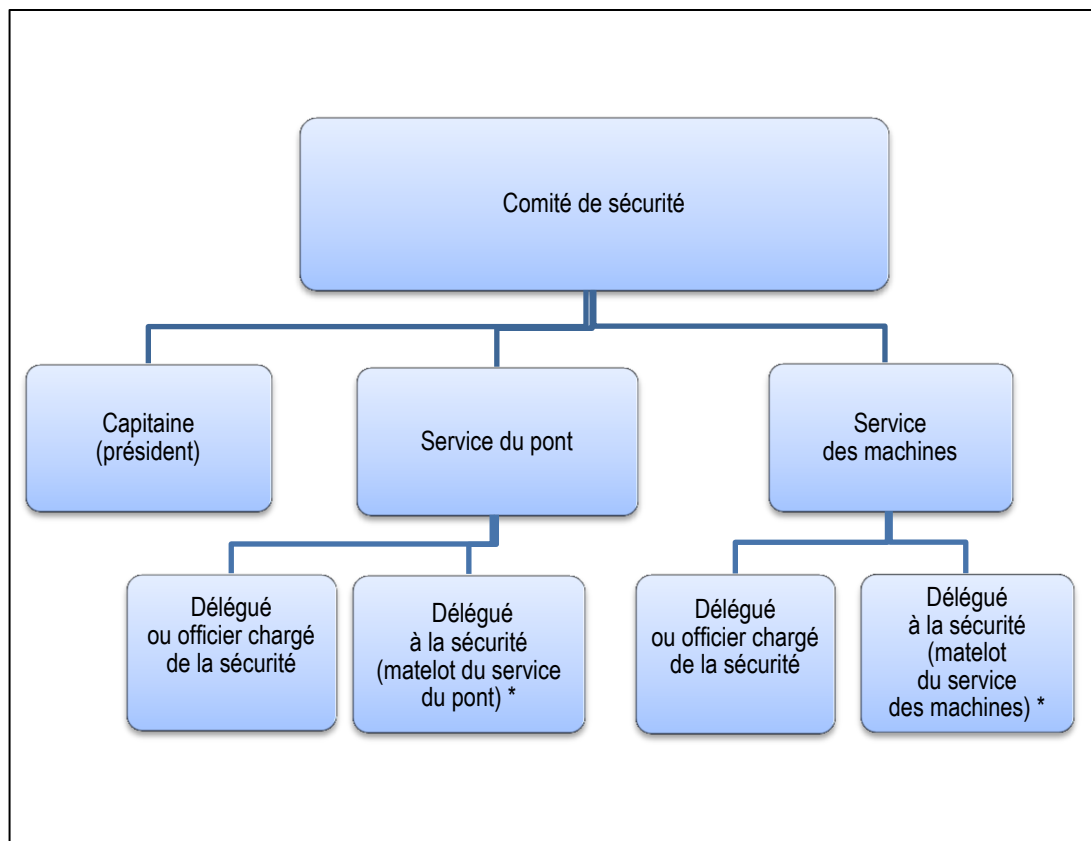 Comité de sécurité
Capitaine
(président)
Service du pont
Service
des machines
Délégué
ou officier chargé
de la sécurité
Délégué
à la sécurité
(matelot du service
du pont) *
Délégué
ou officier chargé
de la sécurité
Délégué
à la sécurité
(matelot
du service
des machines) *